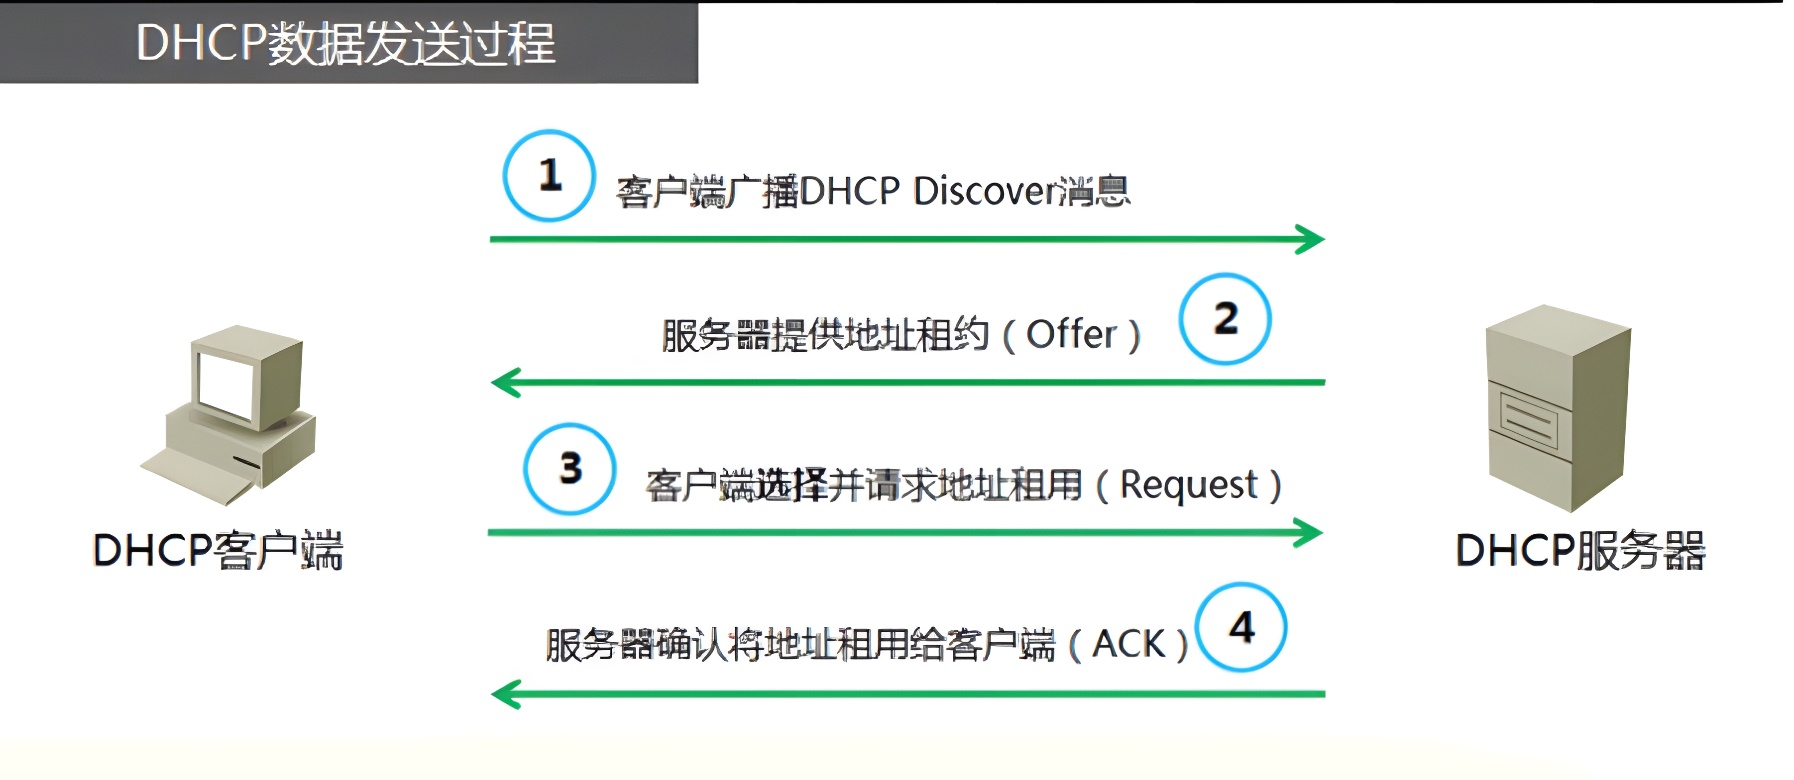 DHCP数据发送过程
1
客户端广播DHCP Discover消息
2
服务器提供地址租约（Offer）
3
客户端选择并请求地址租用（Request）
DHCP客户端
DHCP服务器
4
服务器确认将地址租用给客户端（ACK）